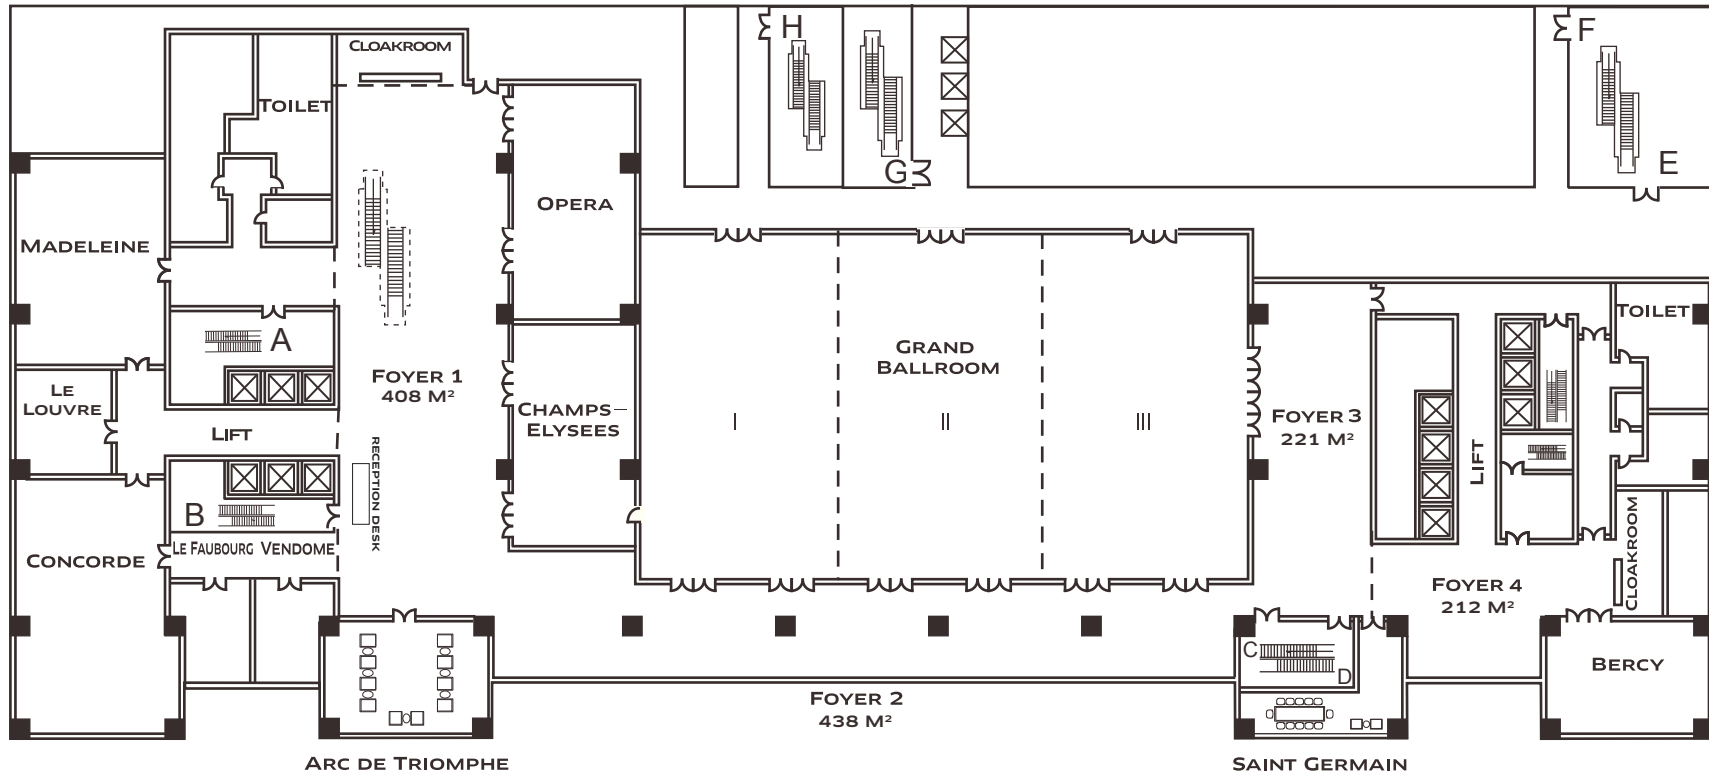 CLOAKROOM
H
F
TOILET
G
E
OPERA
MADELEINE
TOILET
A
GRAND
BALLROOM
FOYER 1
408 M²
LE
LOUVRE
CHAMPS-
ELYSEES
I
II
III
FOYER 3
221 M²
LIFT
LIFT
RECEPTION DESK
B
LE FAUBOURG VENDOME
CONCORDE
CLOAKROOM
FOYER 4
212 M²
C
D
BERCY
FOYER 2
438 M²
ARC DE TRIOMPHE
SAINT GERMAIN